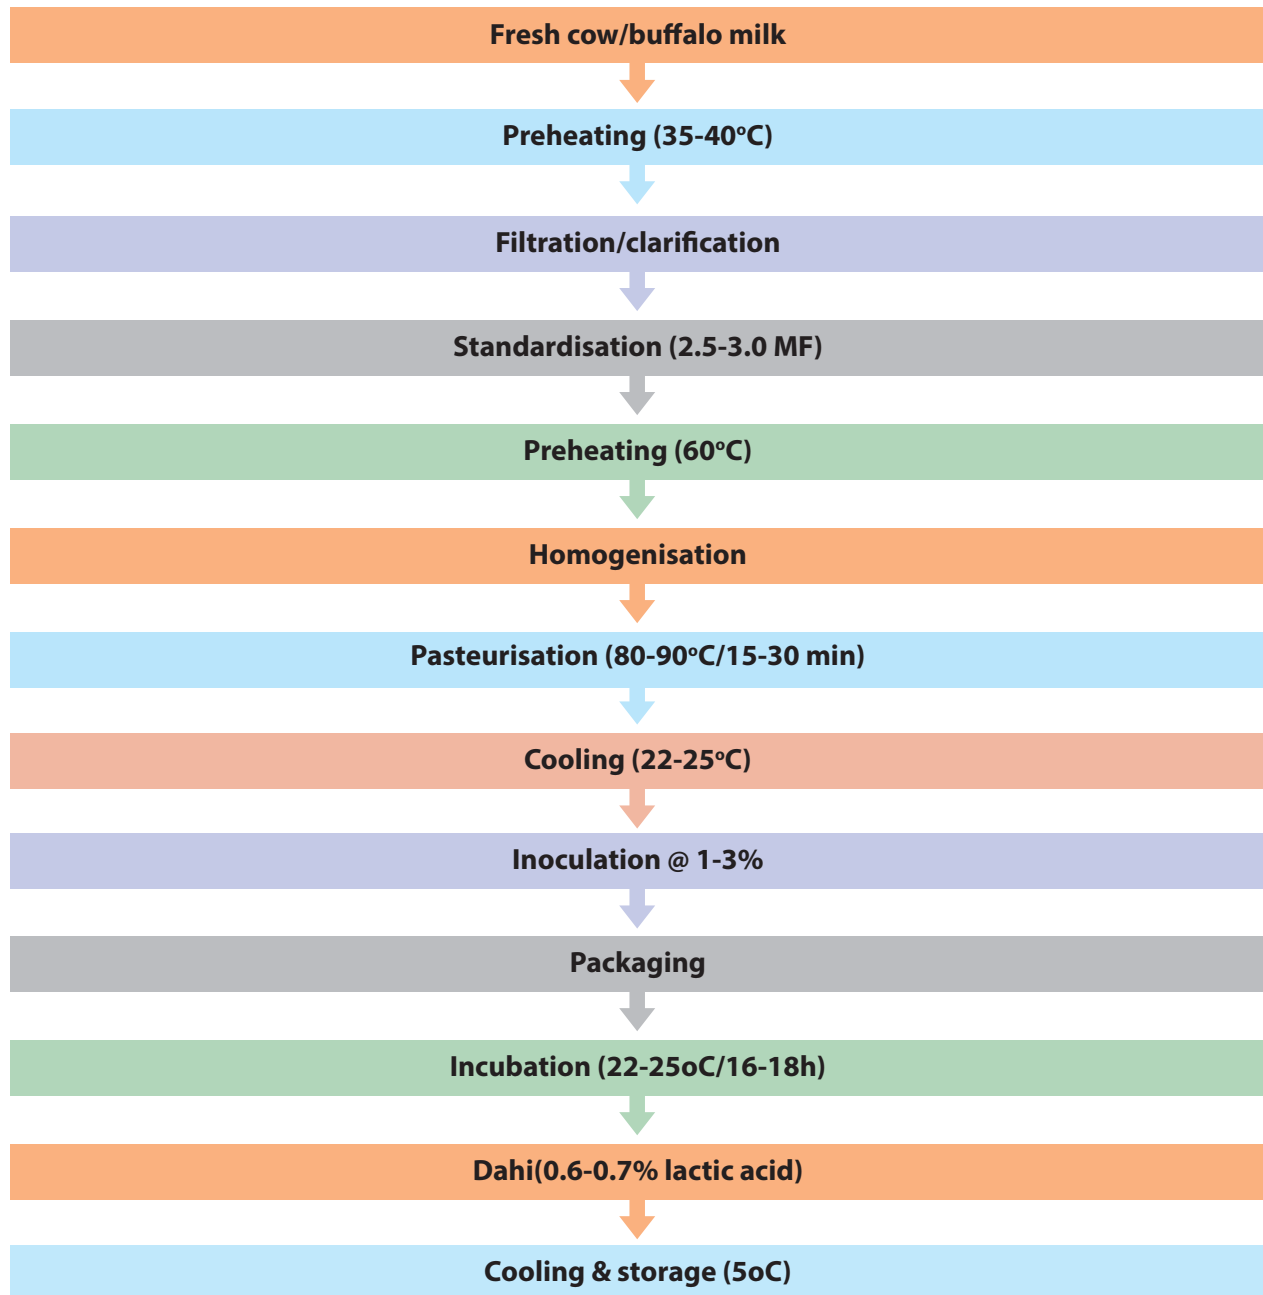 Fresh cow/buffalo milk
Preheating (35-40ºC)
Filtration/clarification
Standardisation (2.5-3.0 MF)
Preheating (60ºC)
Homogenisation
Pasteurisation (80-90ºC/15-30 min)
Cooling (22-25ºC)
Inoculation @ 1-3%
Packaging
Incubation (22-25oC/16-18h)
Dahi(0.6-0.7% lactic acid)
Cooling & storage (5oC)